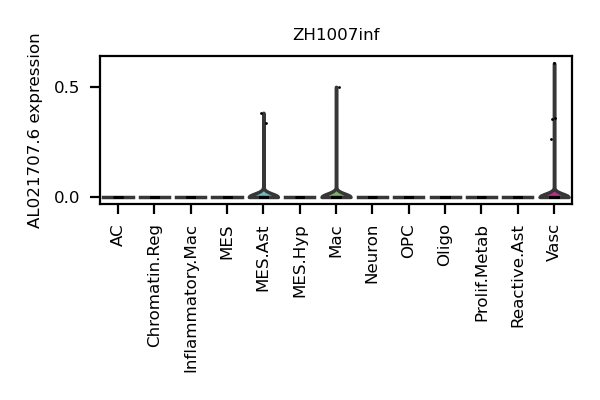 ZH1007inf
AL021707.6 expression
0.5
0.0
AC
Chromatin.Reg
Inflammatory.Mac
MES
MES.Ast
MES.Hyp
Mac
Neuron
OPC
Oligo
Prolif.Metab
Reactive.Ast
Vasc